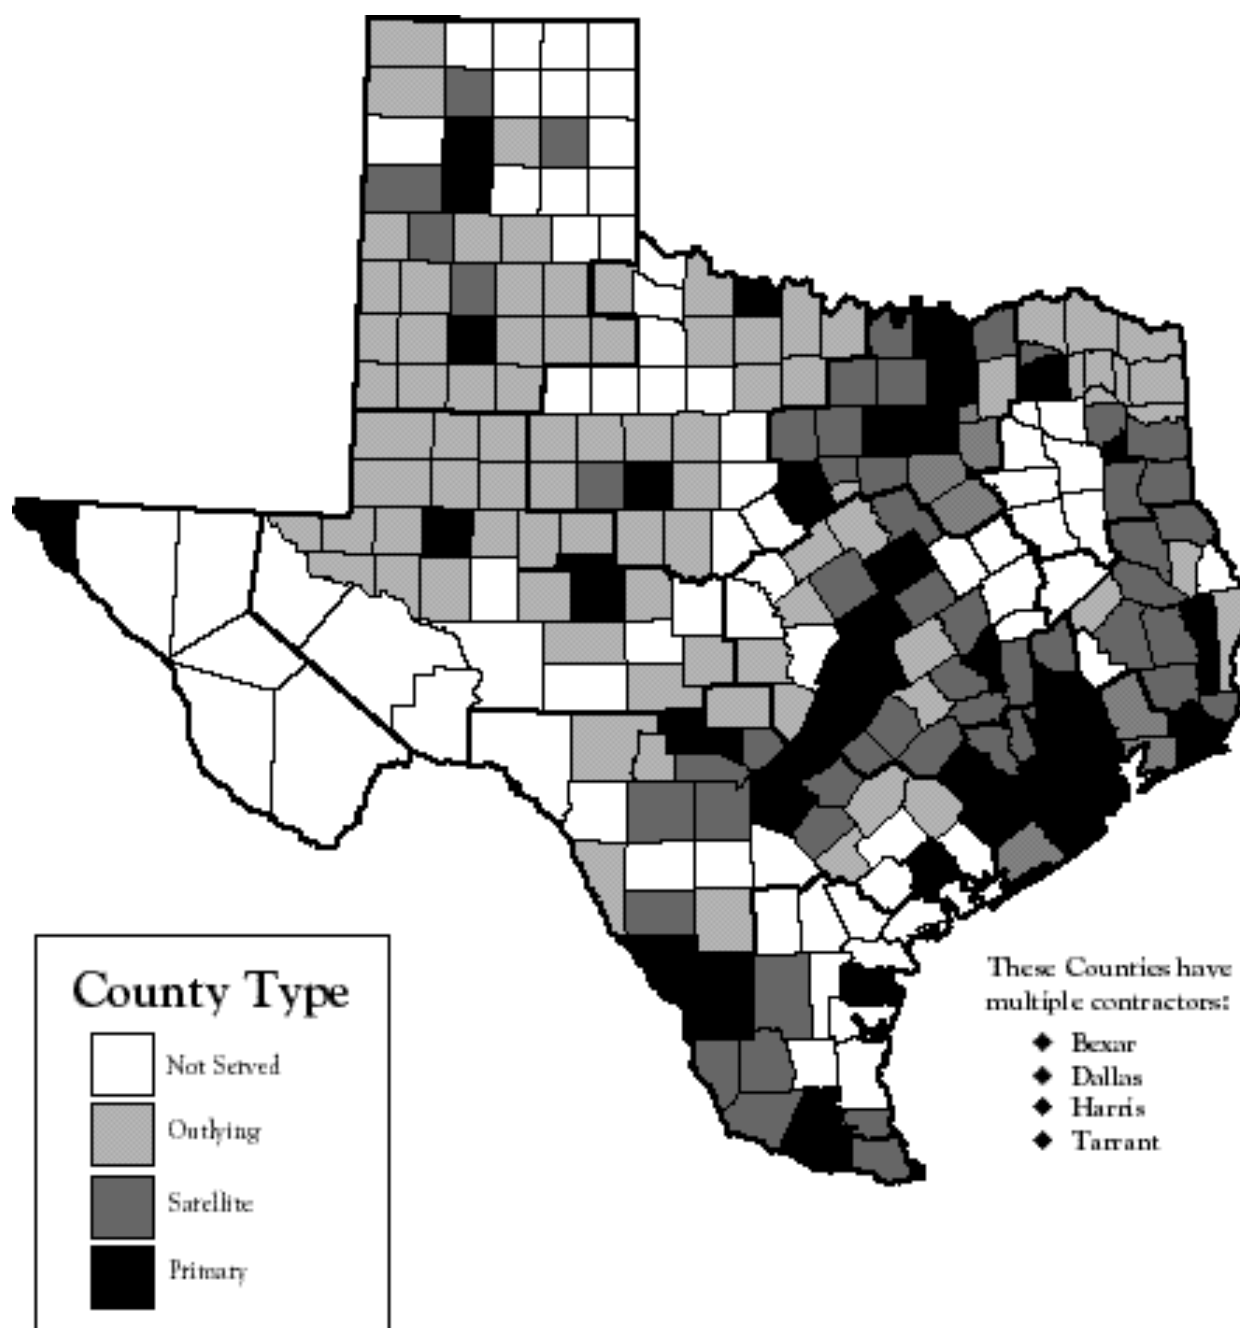 County Type
Not Served
Outlying
Satellite
Primary
These Counties have
multiple contractors:
Bexar
Dallas
Harris
Tarrant